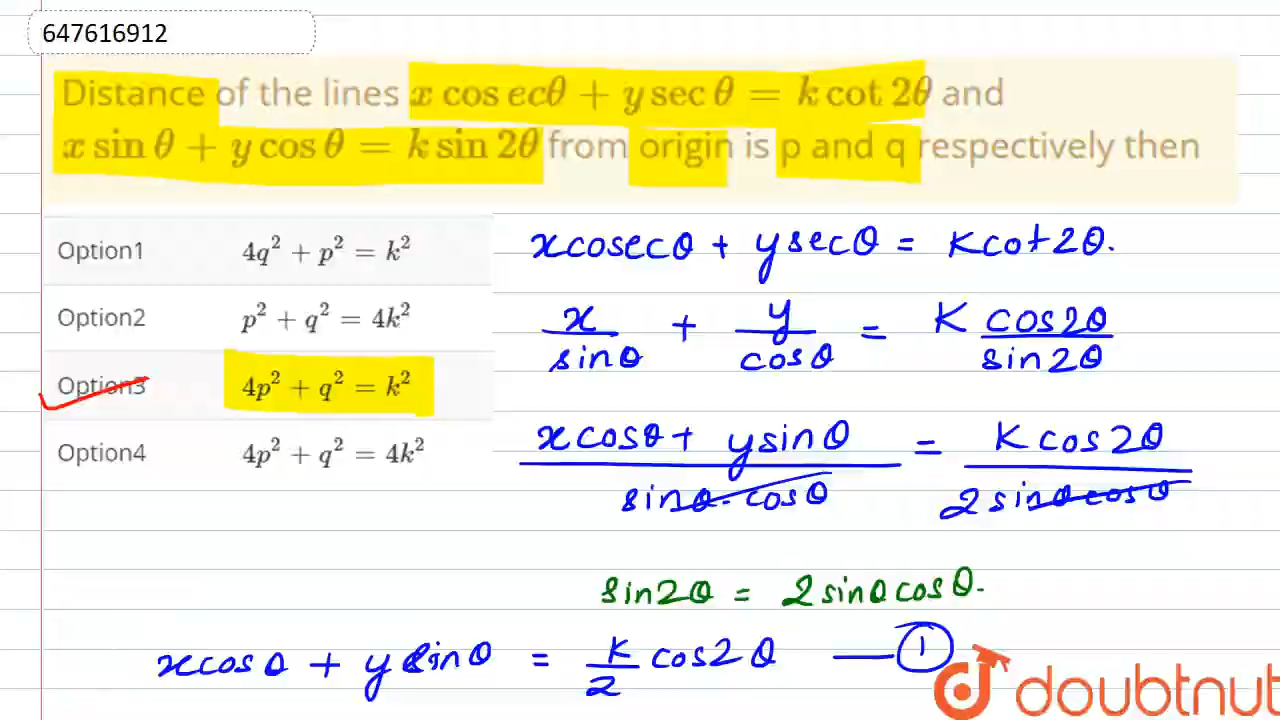 647616912
Distance of the lines x cos ecθ + y sec θ = k cot 2θ and
x sin θ + y cos θ = k sin 2θ from origin is p and q respectively then
Option1 4q² + p² = k²
Option2 p² + q² = 4k²
Option3 4p² + q² = k²
Option4 4p² + q² = 4k²
xcosecθ + ysecθ = Kcot2θ.
x/sinθ + y/cosθ = K cos2θ/sin2θ
xcosθ + ysinθ/sinθ·cosθ = Kcos2θ/2sinθcosθ
sin2θ = 2sinθcosθ.
xcosθ + ysinθ = K/2 cos2θ — 1
doubtnut